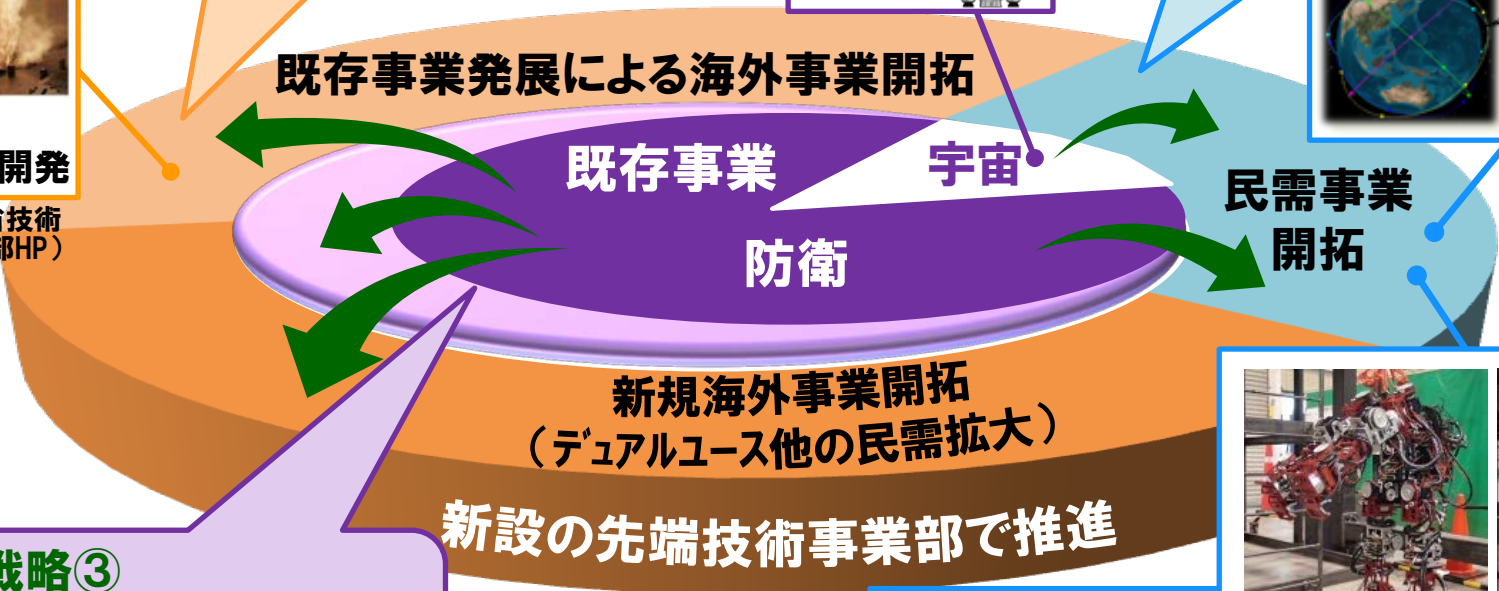 既存事業発展による海外事業開拓
開発
既存事業
宇宙
技術
部HP）
民需事業
開拓
防衛
新規海外事業開拓
（デュアルユース他の民需拡大）
新設の先端技術事業部で推進
戦略③